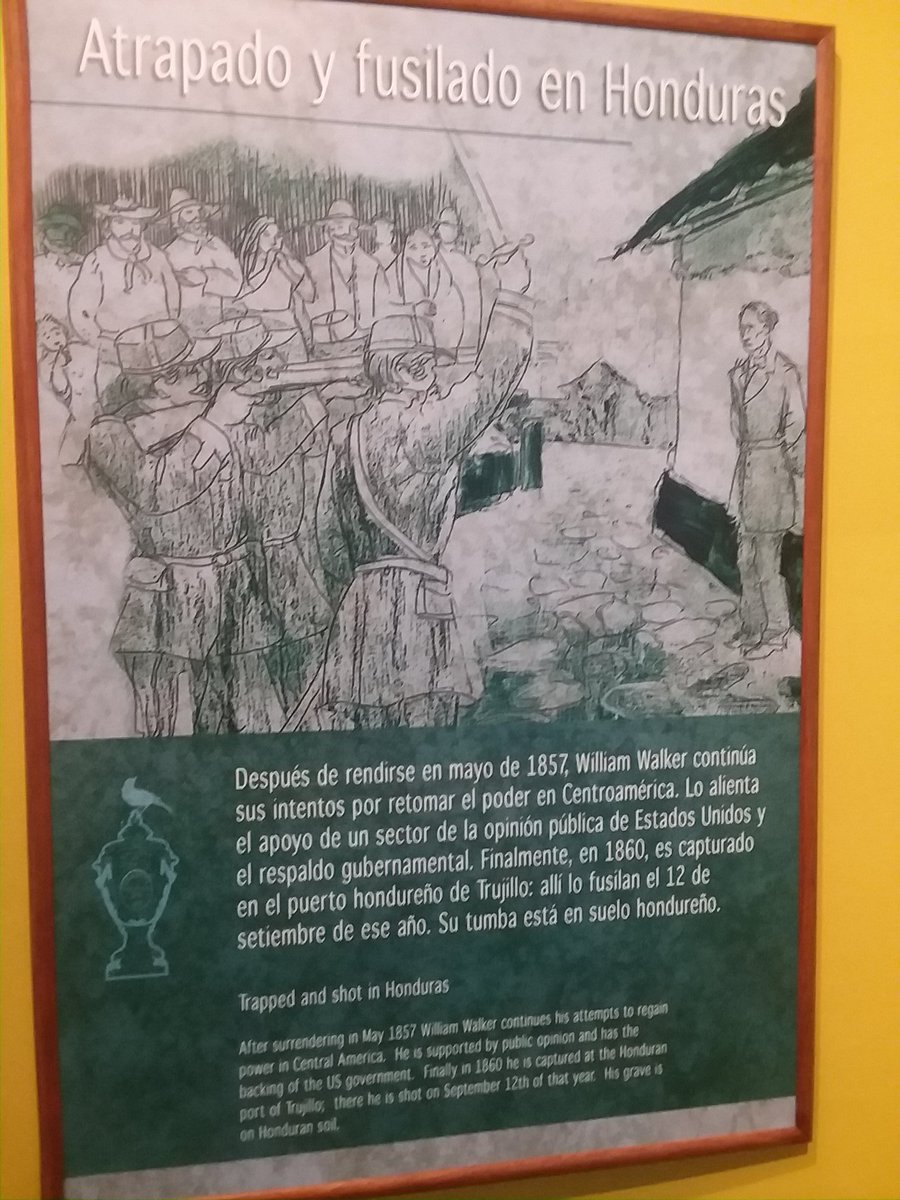 Atrapado y fusilado en Honduras
Después de rendirse en mayo de 1857, William Walker continúa
sus intentos por retomar el poder en Centroamérica. Lo alienta
el apoyo de un sector de la opinión pública de Estados Unidos y
el respaldo gubernamental. Finalmente, en 1860, es capturado
en el puerto hondureño de Trujillo: allí lo fusilan el 12 de
setiembre de ese año. Su tumba está en suelo hondureño.
Trapped and shot in Honduras
After surrendering in May 1857 William Walker continues his attempts to regain
power in Central America. He is supported by public opinion and has the
backing of the US government. Finally in 1860 he is captured at the Honduran
port of Trujillo; there he is shot on September 12th of that year. His grave is
on Honduran soil.